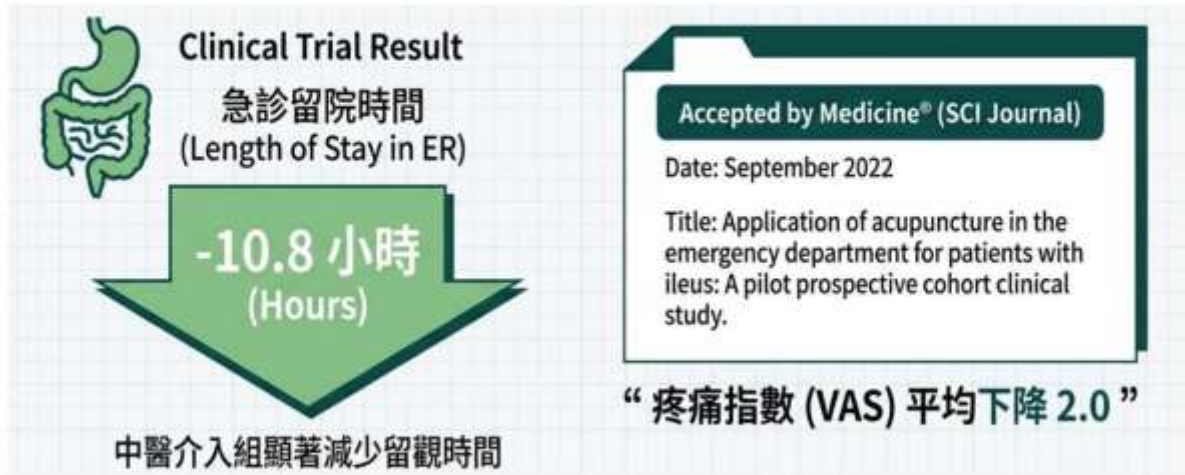 Clinical Trial Result
急診留院時間
(Length of Stay in ER)
-10.8 小時
(Hours)
中醫介入組顯著減少留觀時間
Accepted by Medicine® (SCI Journal)
Date: September 2022
Title: Application of acupuncture in the
emergency department for patients with
ileus: A pilot prospective cohort clinical
study.
“ 疼痛指數 (VAS) 平均下降 2.0 ”